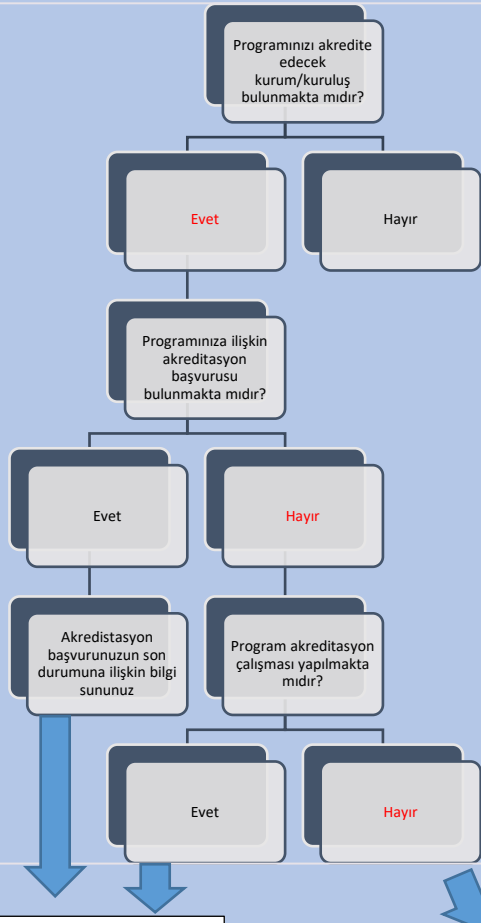 Programınızı akredite
edecek
kurum/kuruluş
bulunmakta mıdır?
Evet
Hayır
Programınıza ilişkin
akreditasyon
başvurusu
bulunmakta mıdır?
Evet
Hayır
Akredistasyon
başvurunuzun son
durumuna ilişkin bilgi
sununuz
Program akreditasyon
çalışması yapılmakta
mıdır?
Evet
Hayır